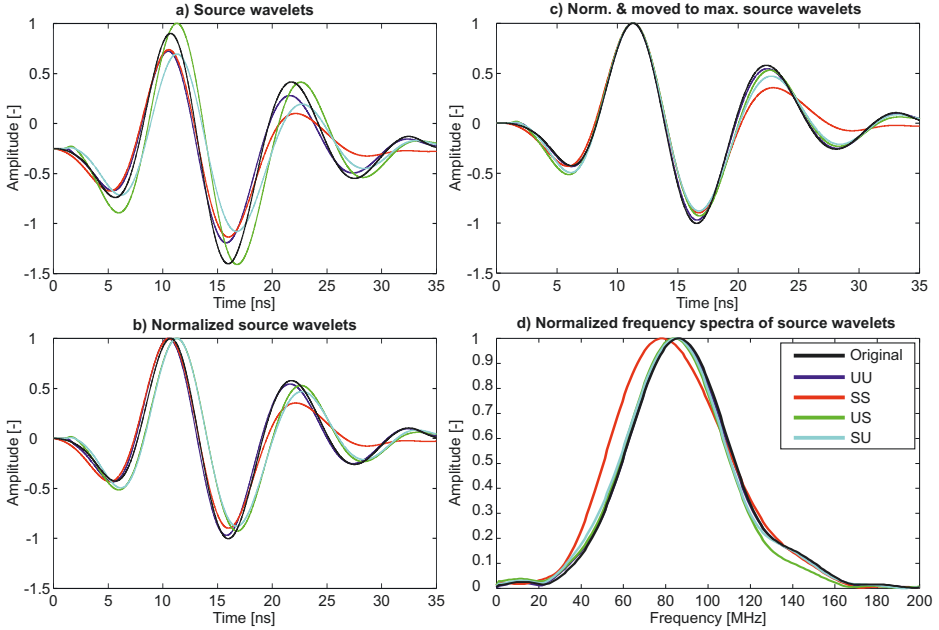 a) Source wavelets
1
0.5
0
-0.5
-1
-1.5
Amplitude [-]
0 5 10 15 20 25 30 35
Time [ns]
b) Normalized source wavelets
1
0.5
0
-0.5
-1
-1.5
Amplitude [-]
0 5 10 15 20 25 30 35
Time [ns]
c) Norm. & moved to max. source wavelets
1
0.5
0
-0.5
-1
-1.5
Amplitude [-]
0 5 10 15 20 25 30 35
Time [ns]
d) Normalized frequency spectra of source wavelets
1
0.9
0.8
0.7
0.6
0.5
0.4
0.3
0.2
0.1
0
Amplitude [-]
Original
UU
SS
US
SU
0 20 40 60 80 100 120 140 160 180 200
Frequency [MHz]